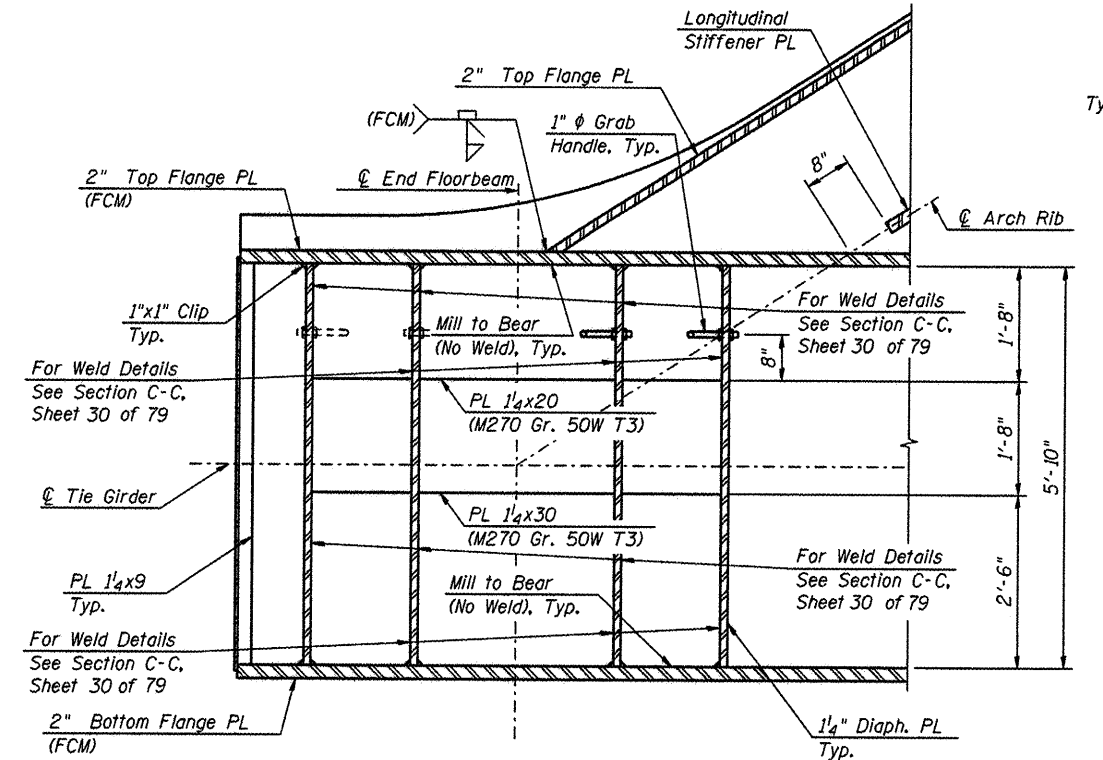 Longitudinal
Stiffener PL
2" Top Flange PL
Ty
(FCM)
1" ϕ Grab
Handle, Typ.
8"
2" Top Flange PL
(FCM)
℄ End Floorbeam
℄ Arch Rib
1"x1" Clip
Typ.
Mill to Bear
(No Weld), Typ.
For Weld Details
See Section C-C,
Sheet 30 of 79
8"
1'-8"
For Weld Details
See Section C-C,
Sheet 30 of 79
PL 1¼x20
(M270 Gr. 50W T3)
1'-8"
5'-10"
℄ Tie Girder
PL 1¼x30
(M270 Gr. 50W T3)
PL 1¼x9
Typ.
Mill to Bear
(No Weld), Typ.
For Weld Details
See Section C-C,
Sheet 30 of 79
2'-6"
For Weld Details
See Section C-C,
Sheet 30 of 79
2" Bottom Flange PL
(FCM)
1¼" Diaph. PL
Typ.